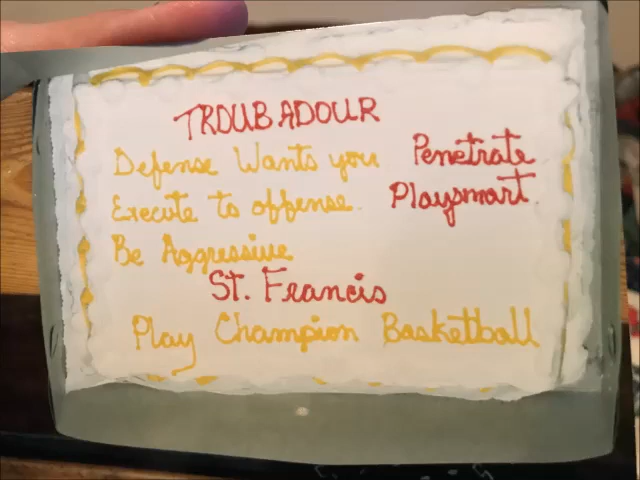 TROUBADOUR
Defense Wants you Penetrate
Execute to offense. Playsmart.
Be Aggressive
St. Francis
Play Champion Basketball